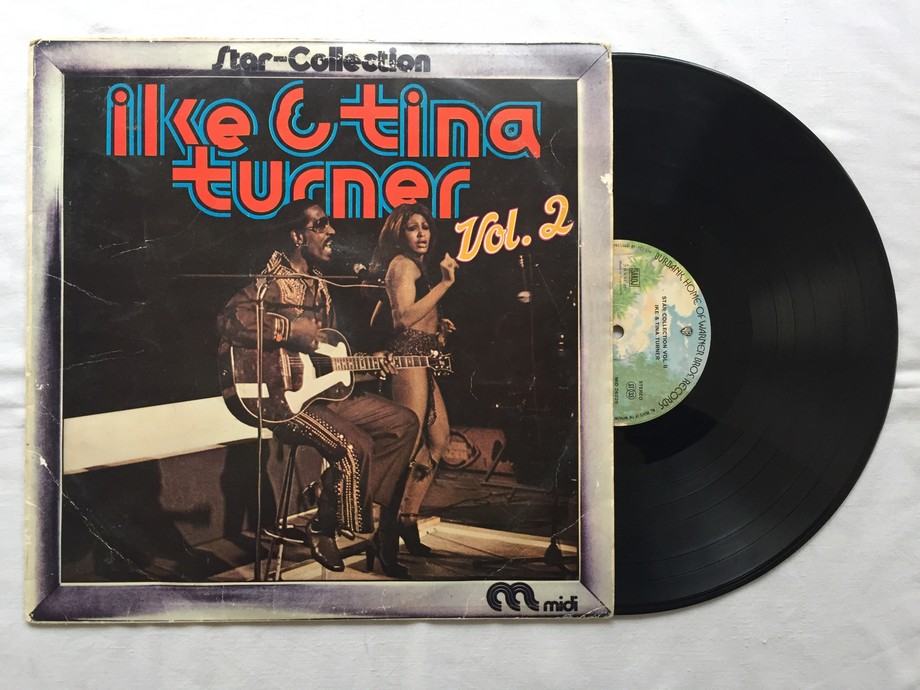 Star-Collection
ike & tina
turner
Vol. 2
midi
BURBANK, HOME OF WARNER BROS. RECORDS
STAR-COLLECTION VOL. II
IKE & TINA TURNER
STEREO